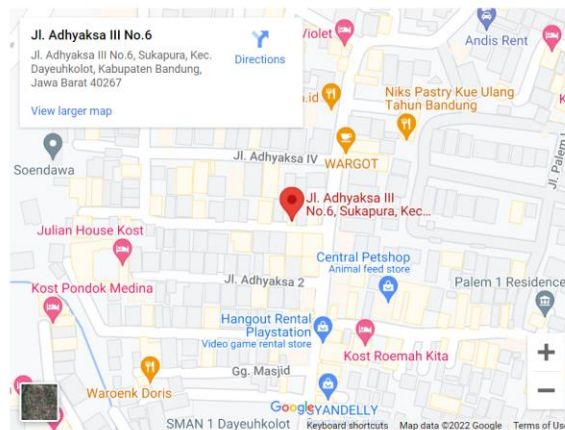 Jl. Adhyaksa III No.6
Jl. Adhyaksa III No.6, Sukapura, Kec.
Dayeuhkolot, Kabupaten Bandung,
Jawa Barat 40267
Directions
View larger map
Violet
Andis Rent
Niks Pastry Kue Ulang
Tahun Bandung
WARGOT
Jl. Adhyaksa IV
Soendawa
Jl. Palem 1
Jl. Adhyaksa III
No.6, Sukapura, Kec...
Julian House Kost
Central Petshop
Animal feed store
Jl. Adhyaksa 2
Palem 1 Residence
Kost Pondok Medina
Hangout Rental
Playstation
Video game rental store
Kost Roemah Kita
Gg. Masjid
Waroenk Doris
Google
SYANDELLY
SMAN 1 Dayeuhkolot
Keyboard shortcuts
Map data ©2022 Google
Terms of Use